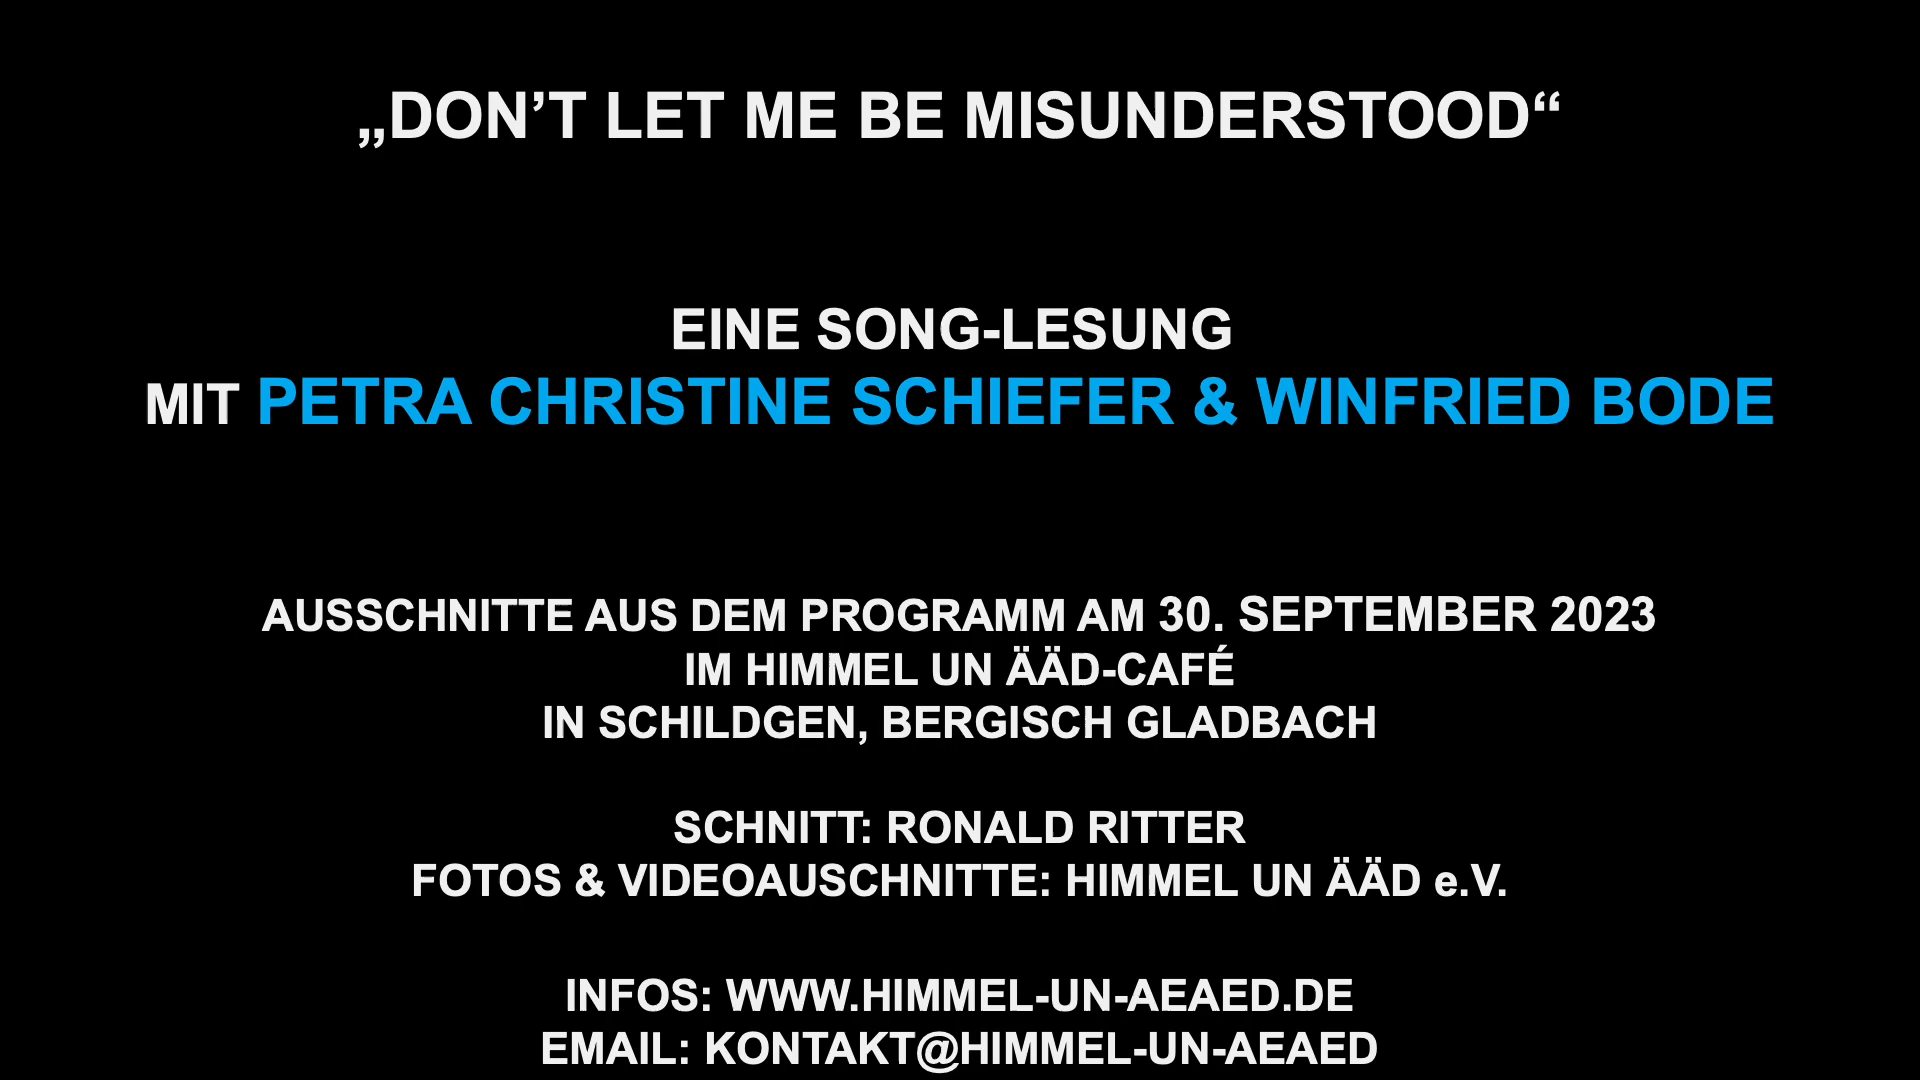 „DON’T LET ME BE MISUNDERSTOOD“
EINE SONG-LESUNG
MIT PETRA CHRISTINE SCHIEFER & WINFRIED BODE
AUSSCHNITTE AUS DEM PROGRAMM AM 30. SEPTEMBER 2023
IM HIMMEL UN ÄÄD-CAFÉ
IN SCHILDGEN, BERGISCH GLADBACH
SCHNITT: RONALD RITTER
FOTOS & VIDEOAUSCHNITTE: HIMMEL UN ÄÄD e.V.
INFOS: WWW.HIMMEL-UN-AEAED.DE
EMAIL: KONTAKT@HIMMEL-UN-AEAED